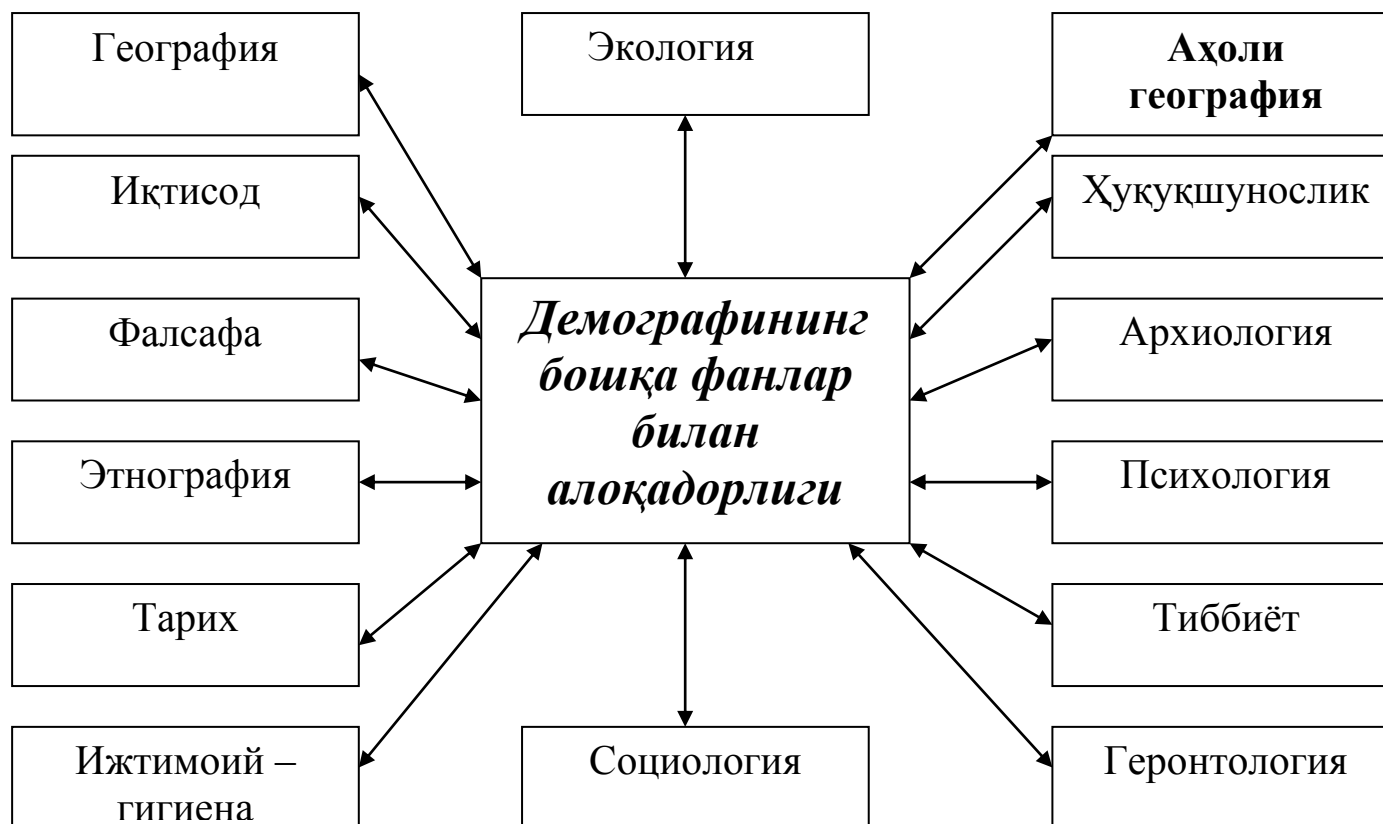 География
Экология
Аҳоли
география
Иқтисод
Ҳуқуқшунослик
Фалсафа
Демографининг
бошқа фанлар
билан
алоқадорлиги
Архиология
Этнография
Психология
Тарих
Тиббиёт
Ижтимоий –
гигиена
Социология
Геронтология